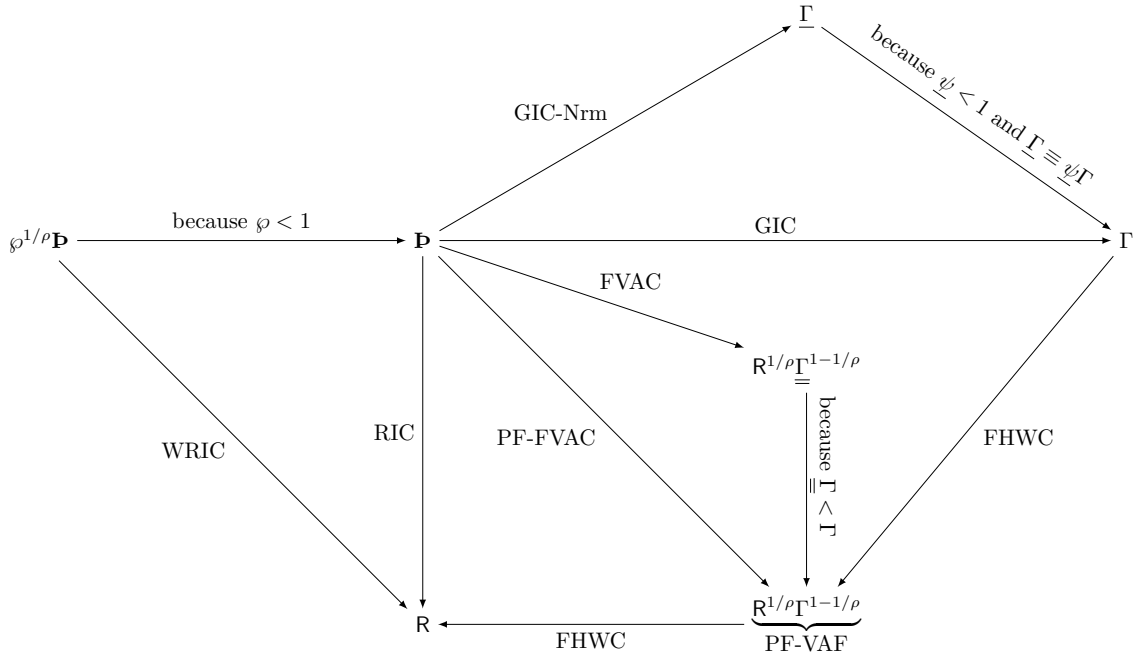 Γ̲
because ψ̲ < 1 and Γ̲ ≡ ψ̲Γ
GIC-Nrm
℘^{1/ρ}Þ
because ℘ < 1
Þ
GIC
Γ
FVAC
R^{1/ρ}Γ̳^{1−1/ρ}
because Γ̳ < Γ
WRIC
RIC
PF-FVAC
FHWC
R
FHWC
R^{1/ρ}Γ^{1−1/ρ}
PF-VAF